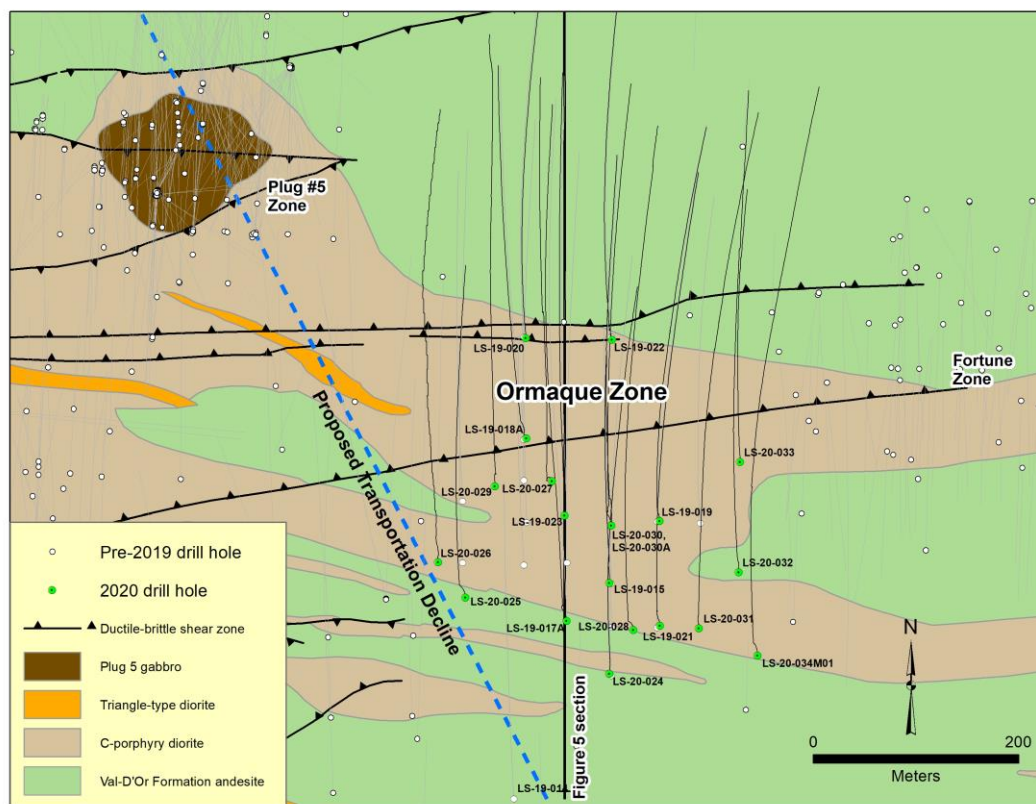 Plug #5
Zone
LS-19-020
LS-19-022
Fortune
Zone
Ormaque Zone
LS-19-018A
LS-20-033
LS-20-029
LS-20-027
LS-19-023
LS-19-019
LS-20-030,
LS-20-030A
LS-20-026
LS-20-032
LS-19-015
LS-20-025
LS-19-017A
LS-20-028
LS-19-021
LS-20-031
LS-20-034M01
LS-20-024
Proposed Transportation Decline
Figure 5 section
LS-19-01
Pre-2019 drill hole
2020 drill hole
Ductile-brittle shear zone
Plug 5 gabbro
Triangle-type diorite
C-porphyry diorite
Val-D'Or Formation andesite
N
0
200
Meters